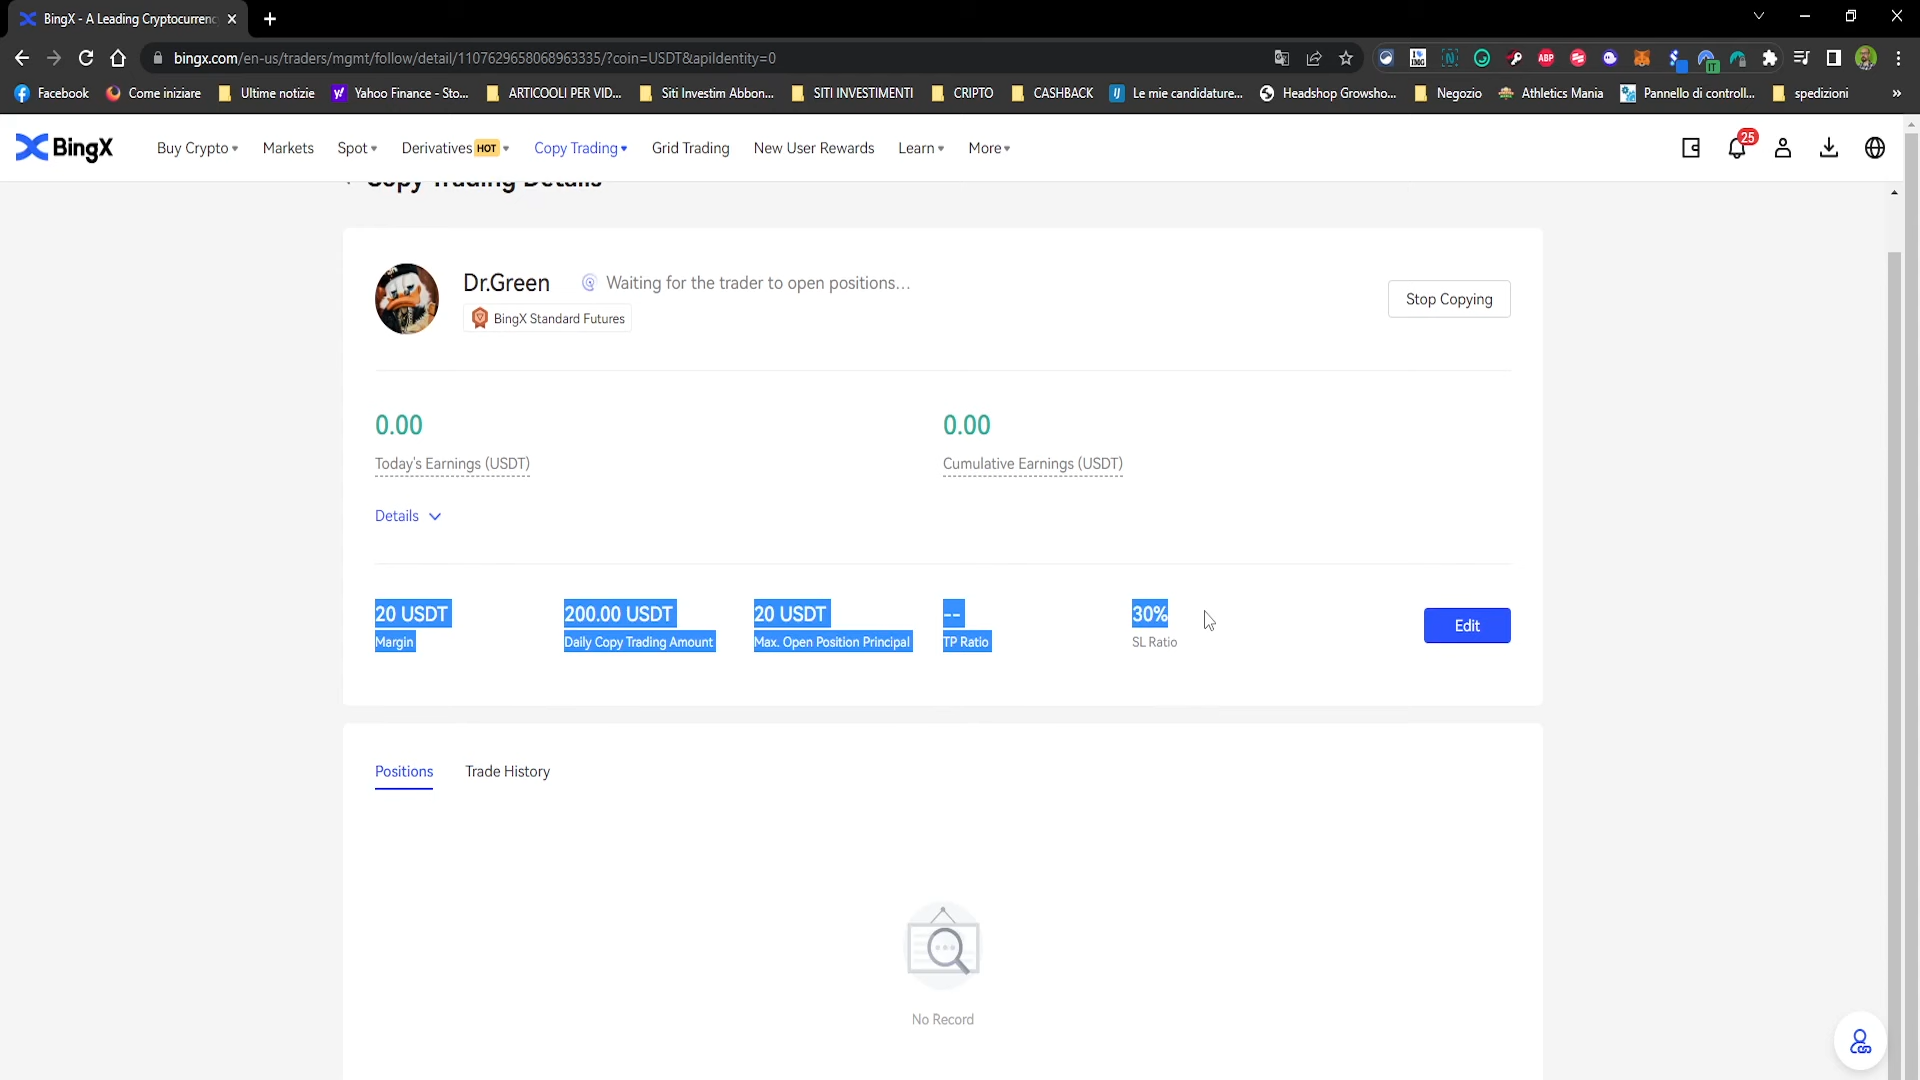 BingX - A Leading Cryptocurrenc
bingx.com/en-us/traders/mgmt/follow/detail/1107629658068963335/?coin=USDT&apiIdentity=0
ABP
IT
Facebook
Come iniziare
Ultime notizie
Yahoo Finance - Sto...
ARTICOOLI PER VID...
Siti Investim Abbon...
SITI INVESTIMENTI
CRIPTO
CASHBACK
Le mie candidature...
Headshop Growsho...
Negozio
Athletics Mania
Pannello di controll...
spedizioni
»
BingX
Buy Crypto
Markets
Spot
Derivatives HOT
Copy Trading
Grid Trading
New User Rewards
Learn
More
25
Copy Trading Details
Dr.Green
Waiting for the trader to open positions...
BingX Standard Futures
Stop Copying
0.00
Today's Earnings (USDT)
0.00
Cumulative Earnings (USDT)
Details
20 USDT
Margin
200.00 USDT
Daily Copy Trading Amount
20 USDT
Max. Open Position Principal
--
TP Ratio
30%
SL Ratio
Edit
Positions
Trade History
No Record